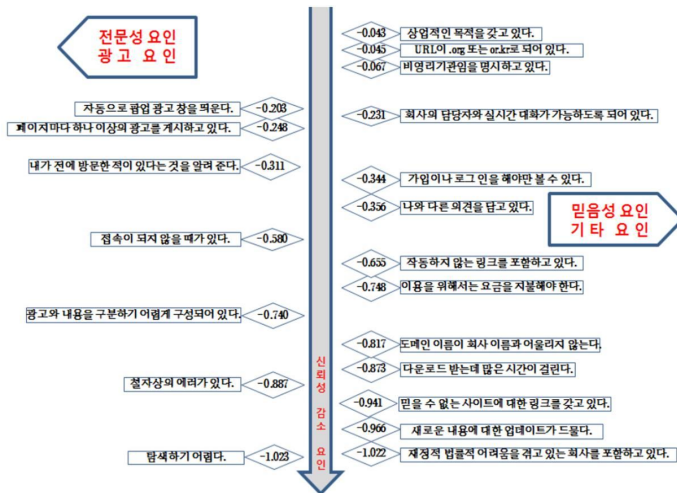 전문성 요인
광고 요인
-0.043 상업적인 목적을 갖고 있다.
-0.045 URL이 .org 또는 or.kr로 되어 있다.
-0.067 비영리기관임을 명시하고 있다.
자동으로 팝업 광고 창을 띄운다. -0.203
-0.231 회사의 담당자와 실시간 대화가 가능하도록 되어 있다.
페이지마다 하나 이상의 광고를 게시하고 있다. -0.248
내가 전에 방문한 적이 있다는 것을 알려 준다. -0.311
-0.344 가입이나 로그인을 해야만 볼 수 있다.
-0.356 나와 다른 의견을 담고 있다.
믿음성 요인
기타 요인
접속이 되지 않을 때가 있다. -0.580
-0.655 작동하지 않는 링크를 포함하고 있다.
-0.748 이용을 위해서는 요금을 지불해야 한다.
광고와 내용을 구분하기 어렵게 구성되어 있다. -0.740
-0.817 도메인 이름이 회사 이름과 어울리지 않는다.
-0.873 다운로드 받는데 많은 시간이 걸린다.
철자상의 에러가 있다. -0.887
-0.941 믿을 수 없는 사이트에 대한 링크를 갖고 있다.
-0.966 새로운 내용에 대한 업데이트가 드물다.
탐색하기 어렵다. -1.023
-1.022 재정적 법률적 어려움을 겪고 있는 회사를 포함하고 있다.
신뢰성 감소 요인